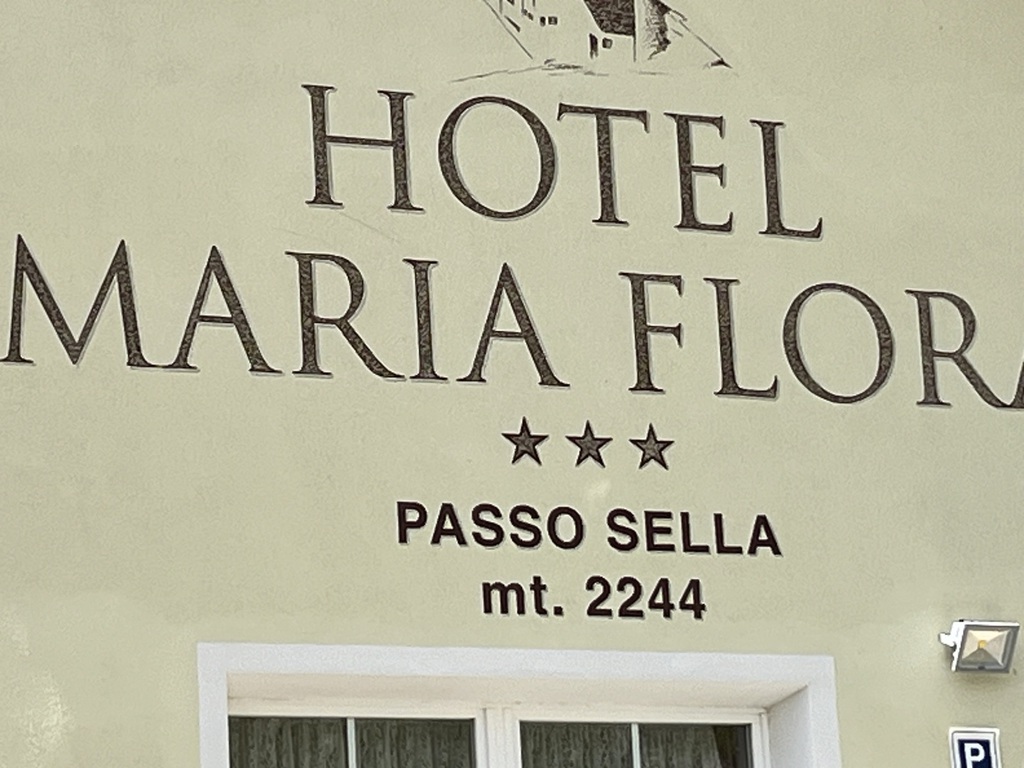 HOTEL
MARIA FLORA
★★★
PASSO SELLA
mt. 2244
P